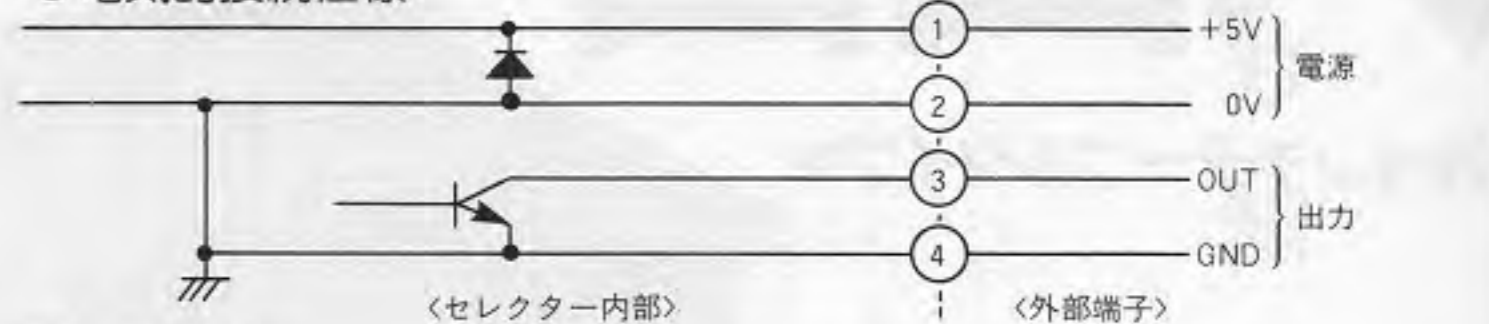 ① +5V
電源
② 0V
③ OUT
出力
④ GND
〈セレクター内部〉 〈外部端子〉